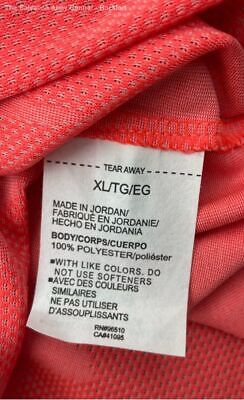 TEAR AWAY
XL/TG/EG
MADE IN JORDAN/
FABRIQUÉ EN JORDANIE/
HECHO EN JORDANIA
BODY/CORPS/CUERPO
100% POLYESTER/poliéster
●WITH LIKE COLORS. DO
NOT USE SOFTENERS
●AVEC DES COULEURS
SIMILAIRES
NE PAS UTILISER
D'ASSOUPLISSANTS
RN#96510
CA#41095